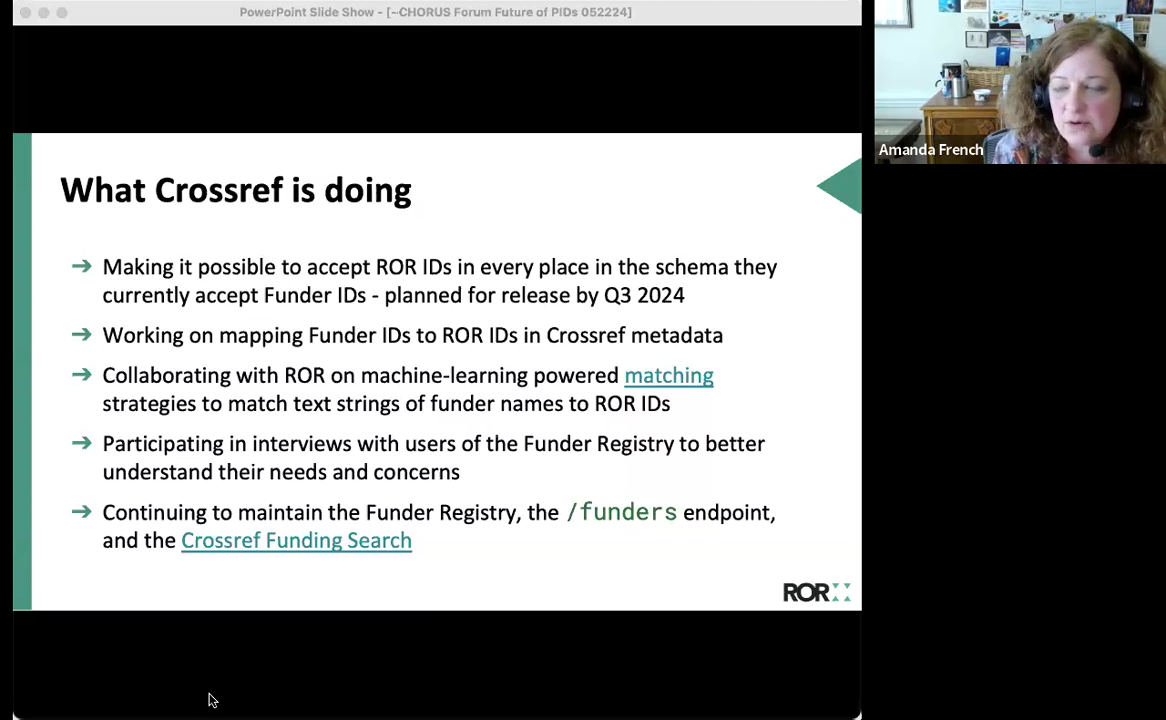 PowerPoint Slide Show - [~CHORUS Forum Future of PIDs 052224]
Amanda French
What Crossref is doing
➔ Making it possible to accept ROR IDs in every place in the schema they
currently accept Funder IDs - planned for release by Q3 2024
➔ Working on mapping Funder IDs to ROR IDs in Crossref metadata
➔ Collaborating with ROR on machine-learning powered matching
strategies to match text strings of funder names to ROR IDs
➔ Participating in interviews with users of the Funder Registry to better
understand their needs and concerns
➔ Continuing to maintain the Funder Registry, the /funders endpoint,
and the Crossref Funding Search
ROR